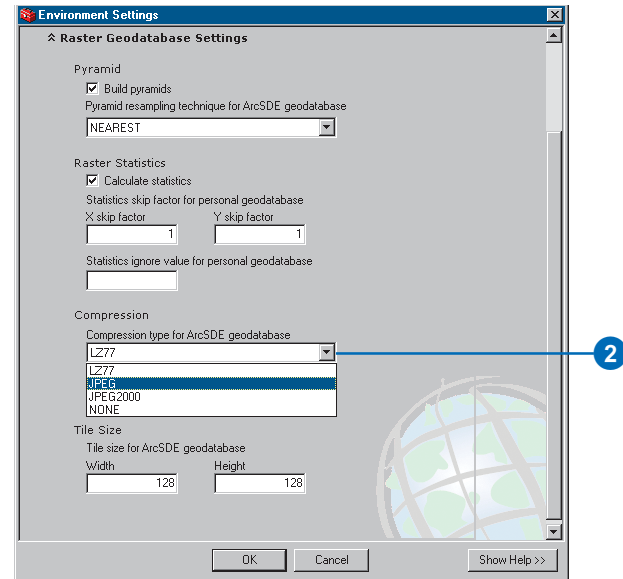 Environment Settings
Raster Geodatabase Settings
Pyramid
Build pyramids
Pyramid resampling technique for ArcSDE geodatabase
NEAREST
Raster Statistics
Calculate statistics
Statistics skip factor for personal geodatabase
X skip factor Y skip factor
1 1
Statistics ignore value for personal geodatabase
Compression
Compression type for ArcSDE geodatabase
LZ77
2
LZ77
JPEG
JPEG2000
NONE
Tile Size
Tile size for ArcSDE geodatabase
Width Height
128 128
OK Cancel Show Help >>